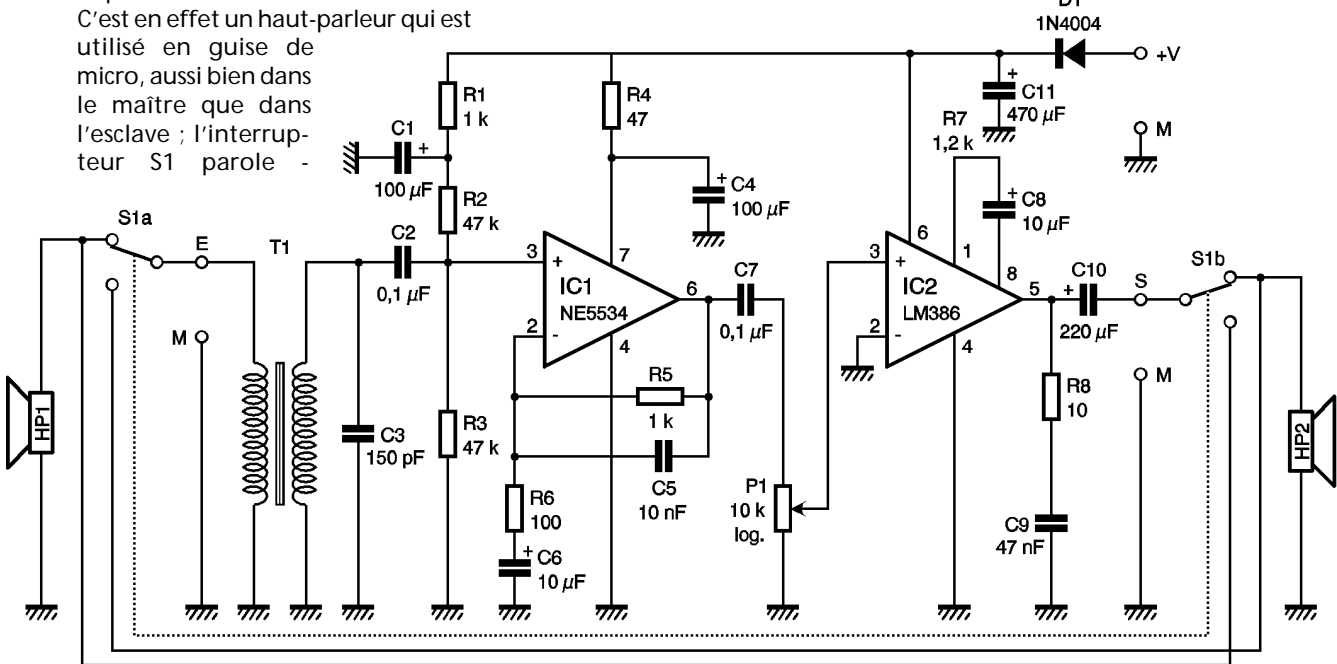 C'est en effet un haut-parleur qui est
utilisé en guise de
micro, aussi bien dans
le maître que dans
l'esclave ; l'interrup-
teur S1 parole -
D1
1N4004
+V
M
R1
1 k
C1
+
100 µF
R2
47 k
R4
47
C4
+
100 µF
C11
+
470 µF
R7
1,2 k
C8
+
10 µF
S1a
E
M
T1
HP1
C2
0,1 µF
C3
150 pF
R3
47 k
3
+
2
-
7
6
4
IC1
NE5534
R5
1 k
C5
10 nF
R6
100
+
C6
10 µF
C7
0,1 µF
P1
10 k
log.
3
+
2
-
6
1
8
5
4
IC2
LM386
C10
+
220 µF
R8
10
C9
47 nF
S
M
S1b
HP2